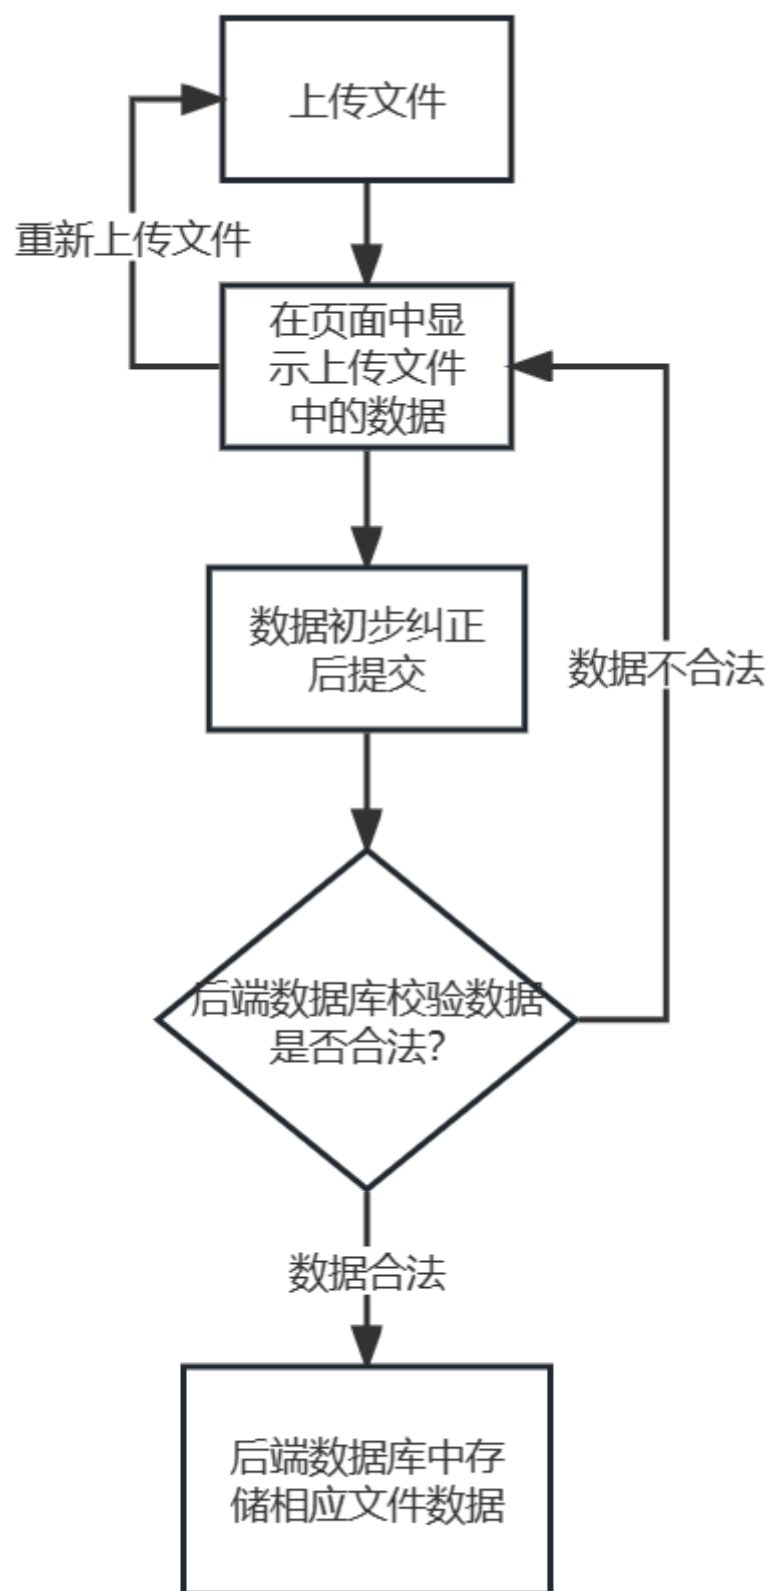 上传文件
重新上传文件
在页面中显
示上传文件
中的数据
数据初步纠正
后提交
数据不合法
后端数据库校验数据
是否合法?
数据合法
后端数据库中存
储相应文件数据